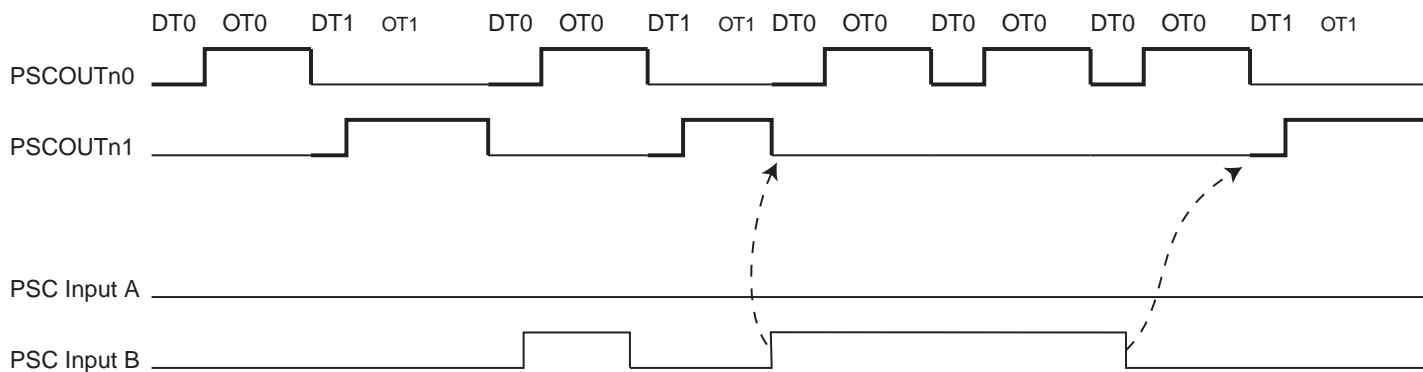 DT0 OT0 DT1 OT1 DT0 OT0 DT1 OT1 DT0 OT0 DT0 OT0 DT0 OT0 DT1 OT1
PSCOUTn0
PSCOUTn1
PSC Input A
PSC Input B